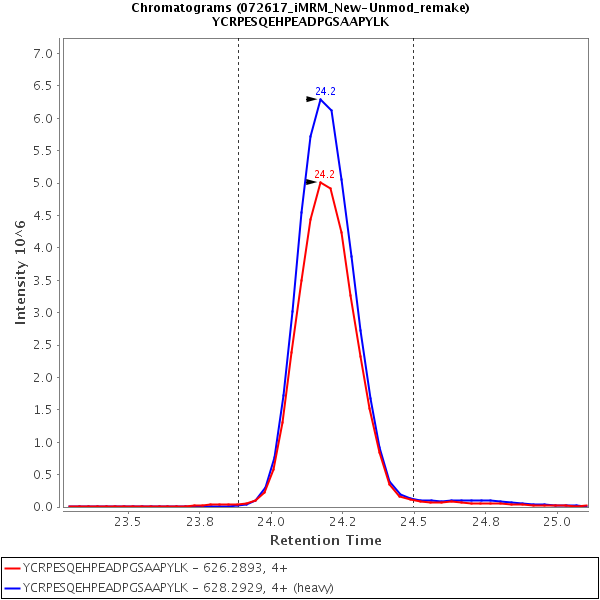 Chromatograms (072617_iMRM_New-Unmod_remake)
YCRPESQEHPEADPGSAAPYLK
7.0
6.5
6.0
5.5
5.0
4.5
4.0
3.5
3.0
2.5
2.0
1.5
1.0
0.5
0.0
Intensity 10^6
24.2
24.2
23.5 23.8 24.0 24.2 24.5 24.8 25.0
Retention Time
YCRPESQEHPEADPGSAAPYLK - 626.2893, 4+
YCRPESQEHPEADPGSAAPYLK - 628.2929, 4+ (heavy)